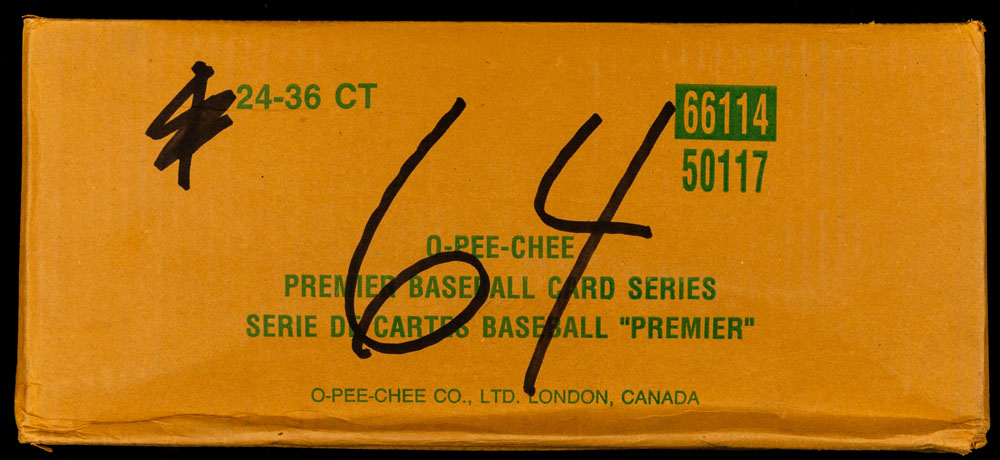 24-36 CT
66114
50117
64
O-PEE-CHEE
PREMIER BASEBALL CARD SERIES
SERIE DE CARTES BASEBALL "PREMIER"
O-PEE-CHEE CO., LTD. LONDON, CANADA